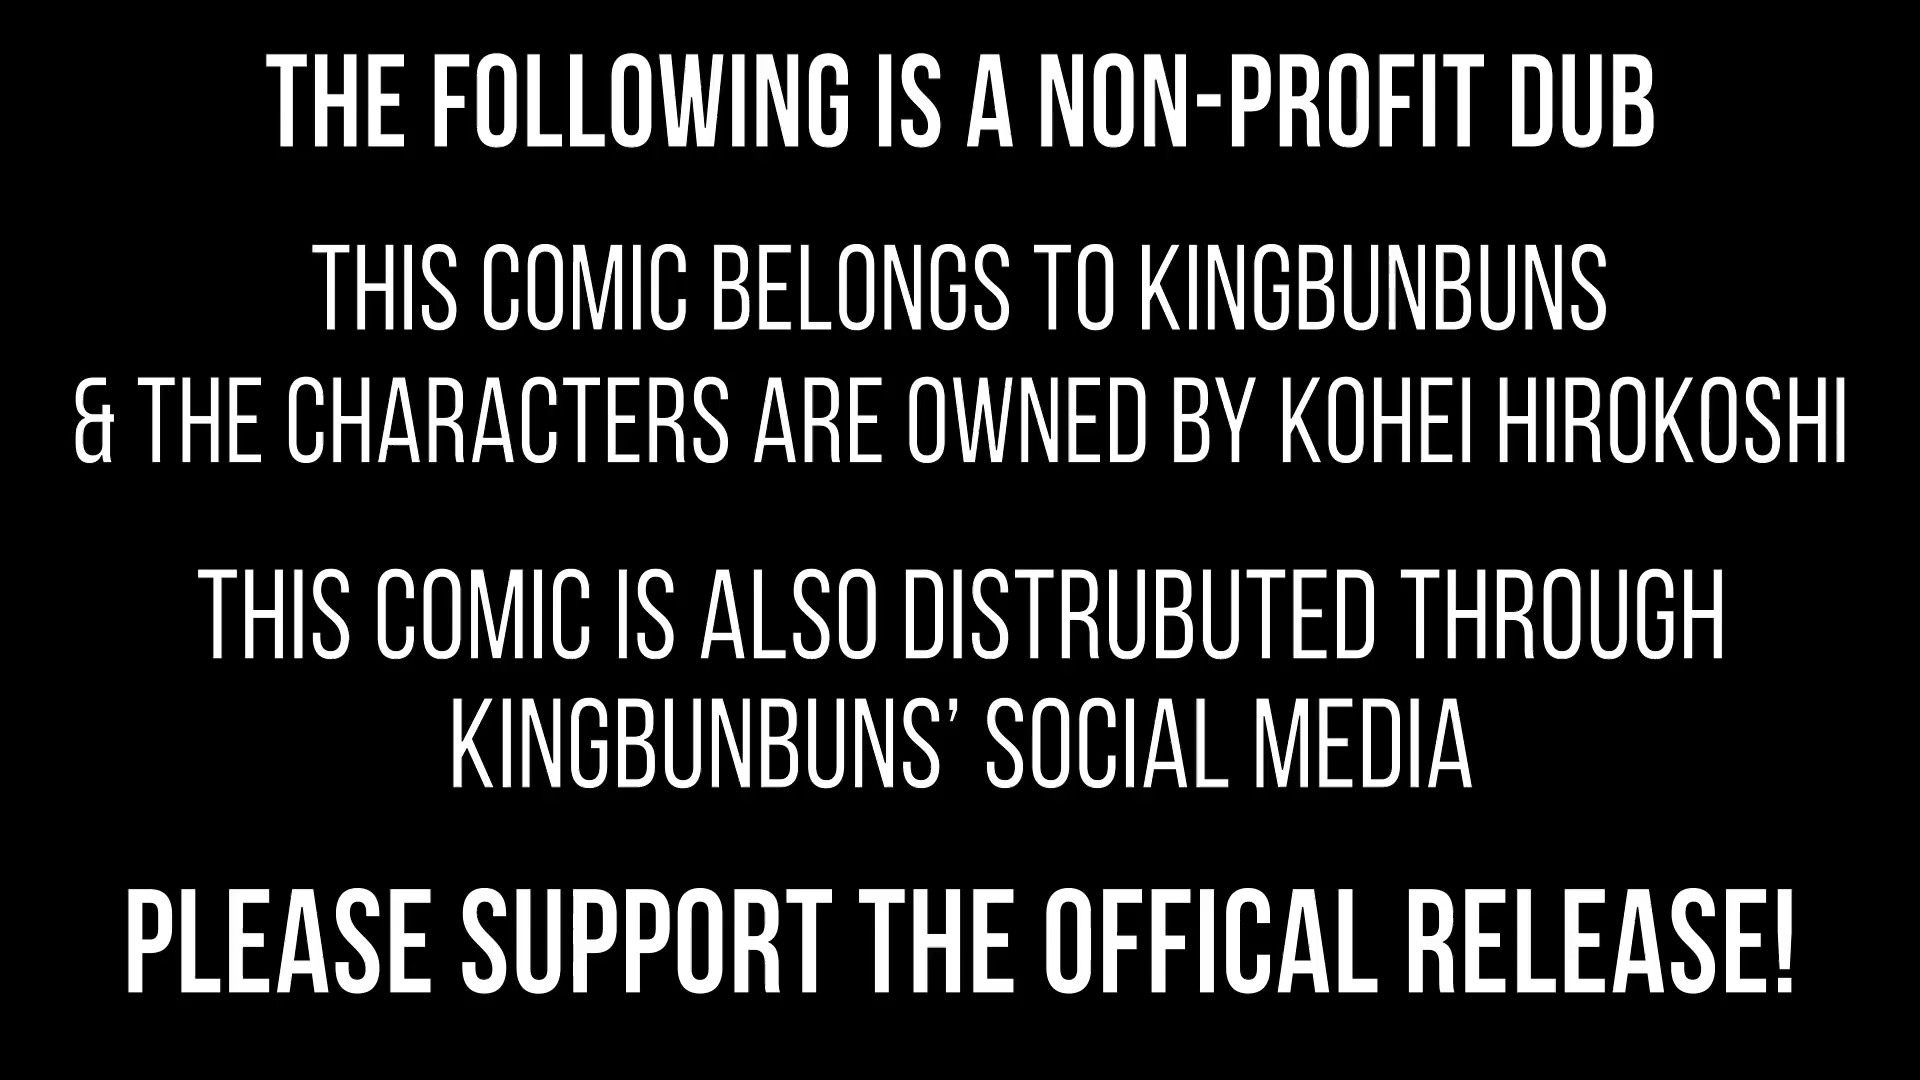 THE FOLLOWING IS A NON-PROFIT DUB
THIS COMIC BELONGS TO KINGBUNBUNS
& THE CHARACTERS ARE OWNED BY KOHEI HIROKOSHI
THIS COMIC IS ALSO DISTRUBUTED THROUGH
KINGBUNBUNS’ SOCIAL MEDIA
PLEASE SUPPORT THE OFFICAL RELEASE!